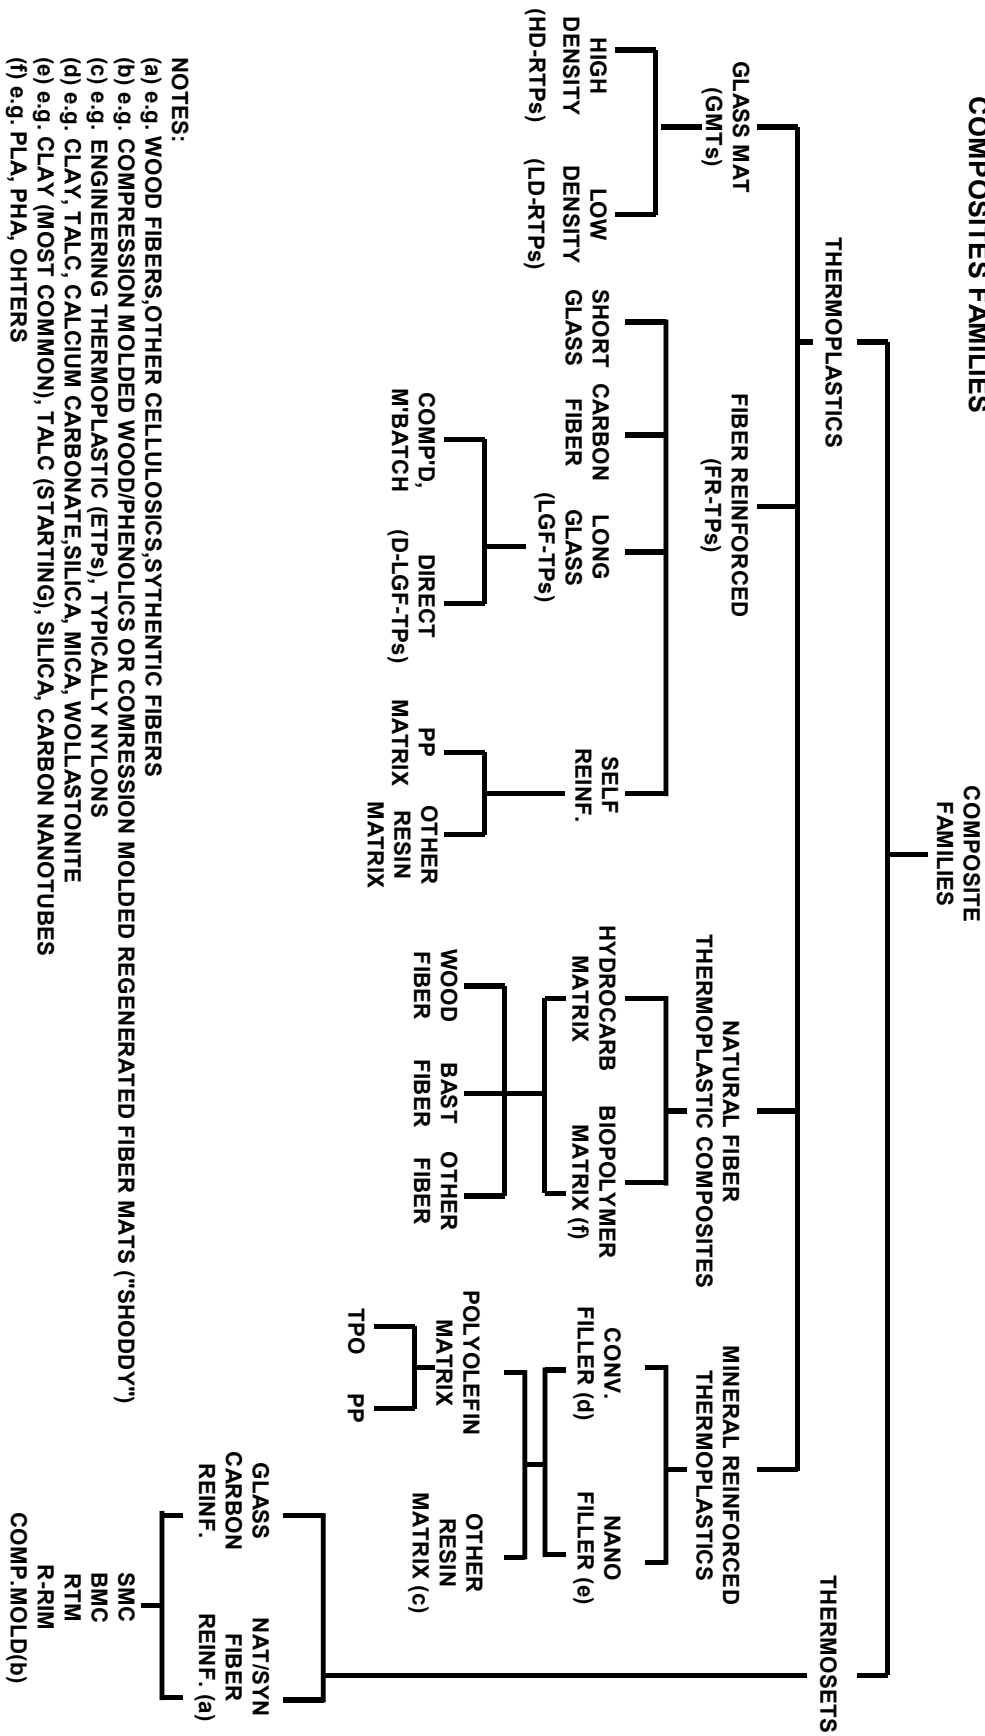 COMPOSITES FAMILIES
COMPOSITE
FAMILIES
THERMOPLASTICS
THERMOSETS
GLASS MAT
(GMTs)
FIBER REINFORCED
(FR-TPs)
NATURAL FIBER
THERMOPLASTIC COMPOSITES
MINERAL REINFORCED
THERMOPLASTICS
HIGH
DENSITY
(HD-RTPs)
LOW
DENSITY
(LD-RTPs)
SHORT
GLASS
CARBON
FIBER
LONG
GLASS
(LGF-TPs)
SELF
REINF.
HYDROCARB
MATRIX
BIOPOLYMER
MATRIX (f)
CONV.
FILLER (d)
NANO
FILLER (e)
COMP'D,
M'BATCH
DIRECT
(D-LGF-TPs)
PP
MATRIX
OTHER
RESIN
MATRIX
WOOD
FIBER
BAST
FIBER
OTHER
FIBER
POLYOLEFIN
MATRIX
OTHER
RESIN
MATRIX (c)
TPO
PP
GLASS
CARBON
REINF.
NAT/SYN
FIBER
REINF. (a)
SMC
BMC
RTM
R-RIM
COMP.MOLD(b)
NOTES:
(a) e.g. WOOD FIBERS,OTHER CELLULOSICS,SYTHENTIC FIBERS
(b) e.g. COMPRESSION MOLDED WOOD/PHENOLICS OR COMRESSION MOLDED REGENERATED FIBER MATS ("SHODDY")
(c) e.g. ENGINEERING THERMOPLASTIC (ETPs), TYPICALLY NYLONS
(d) e.g. CLAY, TALC, CALCIUM CARBONATE,SILICA, MICA, WOLLASTONITE
(e) e.g. CLAY (MOST COMMON), TALC (STARTING), SILICA, CARBON NANOTUBES
(f) e.g. PLA, PHA, OHTERS